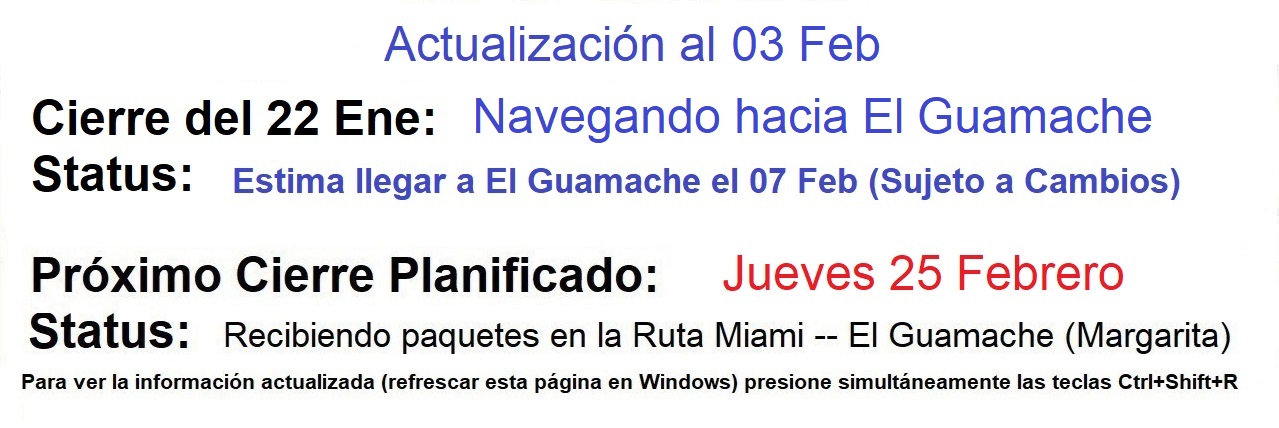 Actualización al 03 Feb
Cierre del 22 Ene: Navegando hacia El Guamache
Status: Estima llegar a El Guamache el 07 Feb (Sujeto a Cambios)
Próximo Cierre Planificado: Jueves 25 Febrero
Status: Recibiendo paquetes en la Ruta Miami -- El Guamache (Margarita)
Para ver la información actualizada (refrescar esta página en Windows) presione simultáneamente las teclas Ctrl+Shift+R